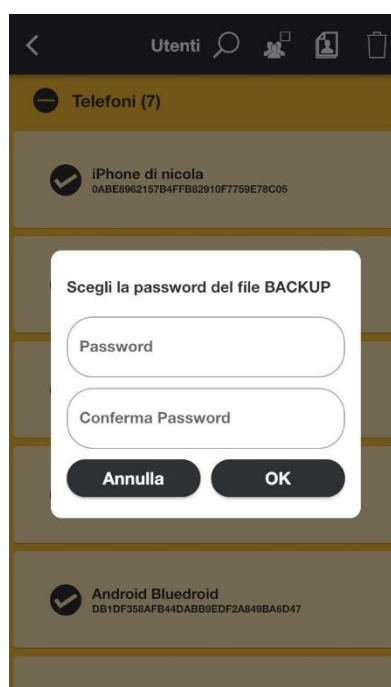 Utenti
Telefoni (7)
iPhone di nicola
0ABE8962157B4FFB82910F7759E78C05
Scegli la password del file BACKUP
Password
Conferma Password
Annulla OK
Android Bluedroid
DB1DF358AFB44DABB9EDF2A849BA6D47